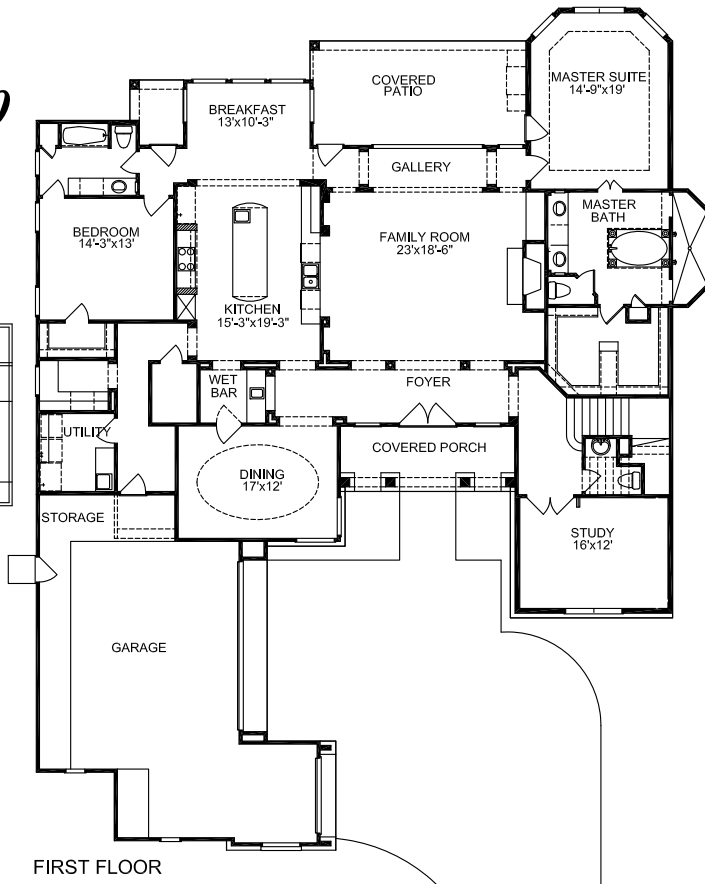 COVERED
PATIO
MASTER SUITE
14'-9"x19'
BREAKFAST
13'x10'-3"
GALLERY
MASTER
BATH
BEDROOM
14'-3"x13'
FAMILY ROOM
23'x18'-6"
KITCHEN
15'-3"x19'-3"
WET
BAR
FOYER
UTILITY
COVERED PORCH
DINING
17'x12'
STORAGE
STUDY
16'x12'
GARAGE
FIRST FLOOR